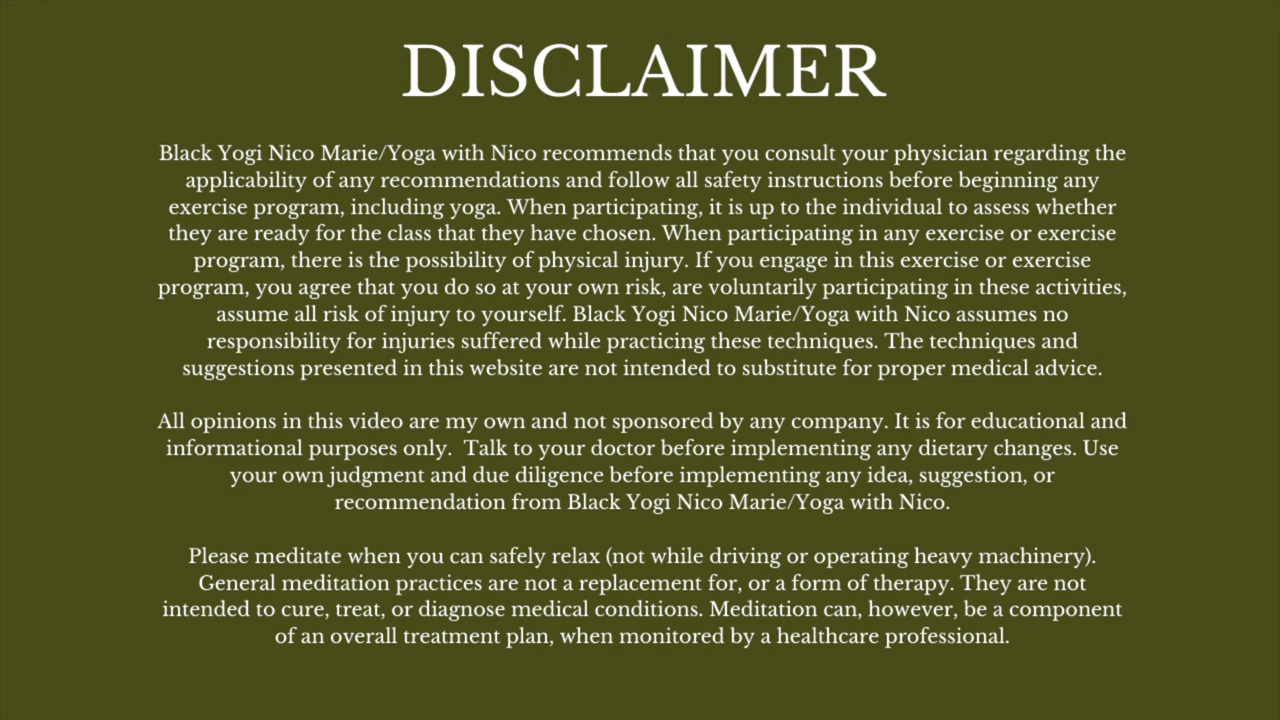 DISCLAIMER
Black Yogi Nico Marie/Yoga with Nico recommends that you consult your physician regarding the
applicability of any recommendations and follow all safety instructions before beginning any
exercise program, including yoga. When participating, it is up to the individual to assess whether
they are ready for the class that they have chosen. When participating in any exercise or exercise
program, there is the possibility of physical injury. If you engage in this exercise or exercise
program, you agree that you do so at your own risk, are voluntarily participating in these activities,
assume all risk of injury to yourself. Black Yogi Nico Marie/Yoga with Nico assumes no
responsibility for injuries suffered while practicing these techniques. The techniques and
suggestions presented in this website are not intended to substitute for proper medical advice.
All opinions in this video are my own and not sponsored by any company. It is for educational and
informational purposes only.  Talk to your doctor before implementing any dietary changes. Use
your own judgment and due diligence before implementing any idea, suggestion, or
recommendation from Black Yogi Nico Marie/Yoga with Nico.
Please meditate when you can safely relax (not while driving or operating heavy machinery).
General meditation practices are not a replacement for, or a form of therapy. They are not
intended to cure, treat, or diagnose medical conditions. Meditation can, however, be a component
of an overall treatment plan, when monitored by a healthcare professional.